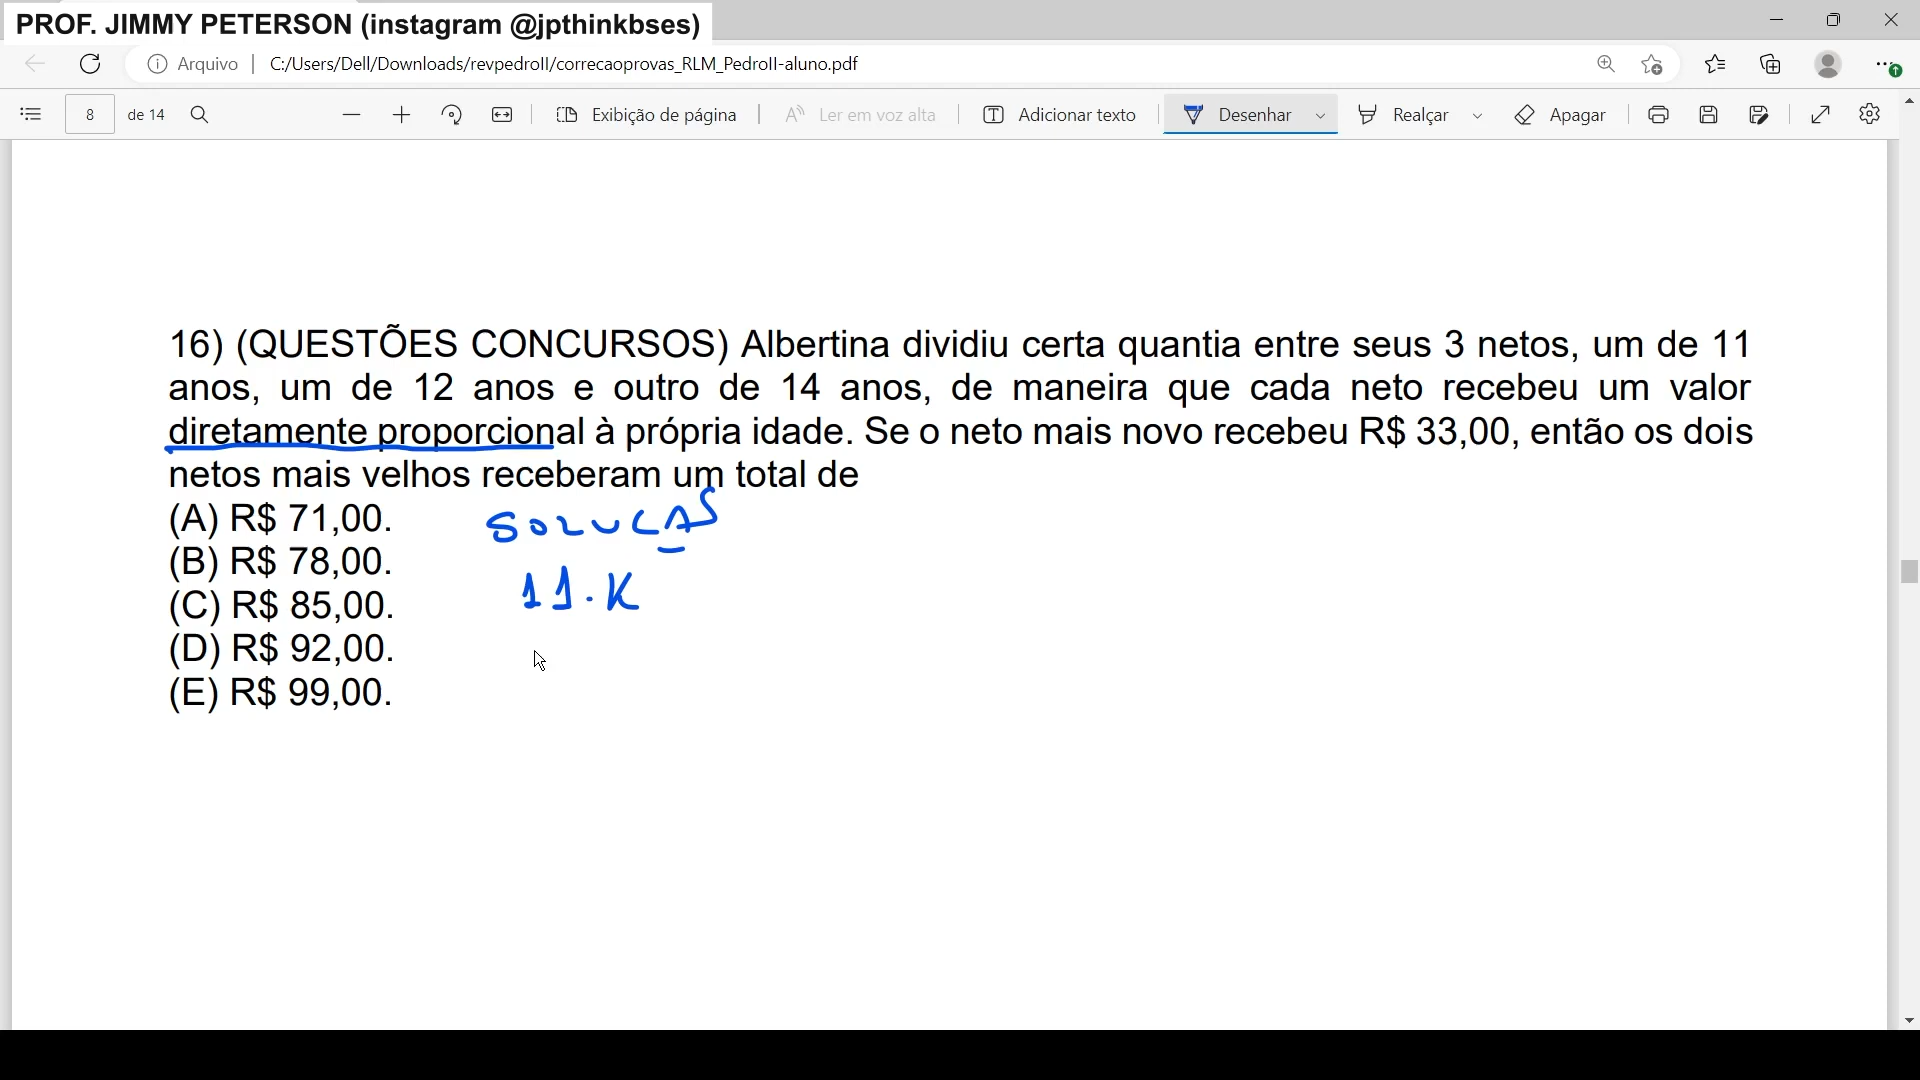 PROF. JIMMY PETERSON (instagram @jpthinkbses)
Arquivo | C:/Users/Dell/Downloads/revpedroII/correcaoprovas_RLM_PedroII-aluno.pdf
8 de 14 Exibição de página Ler em voz alta Adicionar texto Desenhar Realçar Apagar
16) (QUESTÕES CONCURSOS) Albertina dividiu certa quantia entre seus 3 netos, um de 11
anos, um de 12 anos e outro de 14 anos, de maneira que cada neto recebeu um valor
diretamente proporcional à própria idade. Se o neto mais novo recebeu R$ 33,00, então os dois
netos mais velhos receberam um total de
(A) R$ 71,00.
(B) R$ 78,00.
(C) R$ 85,00.
(D) R$ 92,00.
(E) R$ 99,00.
11.K